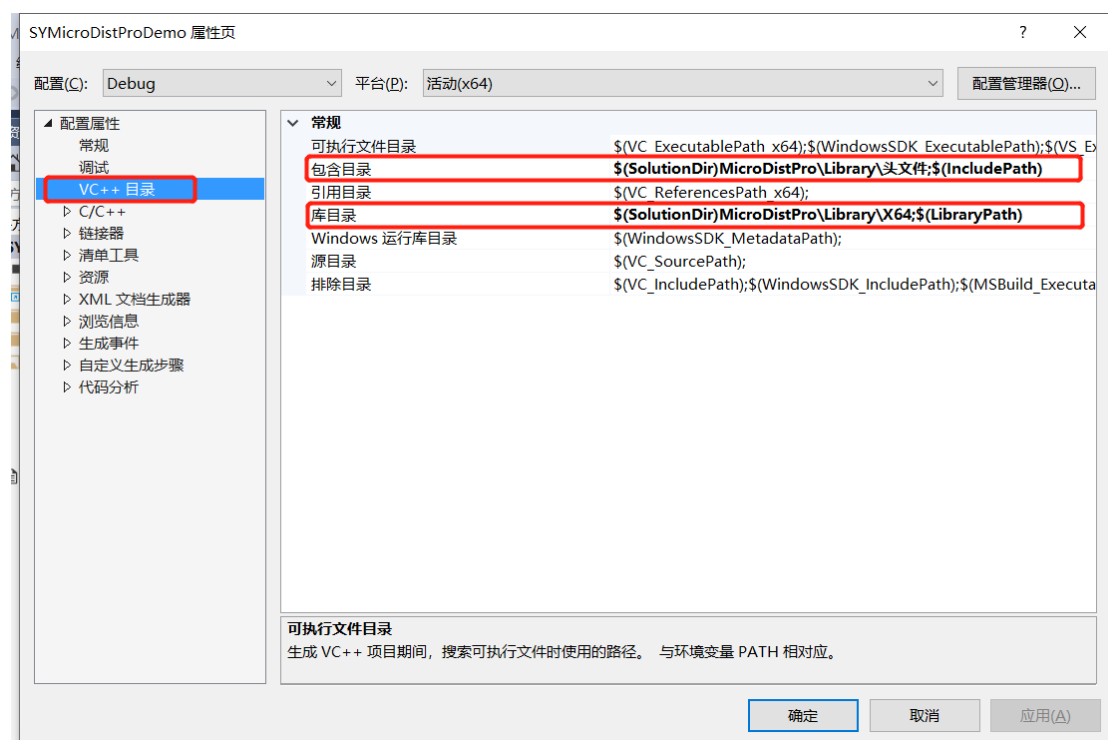 SYMicroDistProDemo 属性页
配置(C): Debug 平台(P): 活动(x64) 配置管理器(O)...
配置属性
常规
调试
VC++ 目录
C/C++
链接器
清单工具
资源
XML 文档生成器
浏览信息
生成事件
自定义生成步骤
代码分析
常规
可执行文件目录 $(VC_ExecutablePath_x64);$(WindowsSDK_ExecutablePath);$(VS_Ex
包含目录 $(SolutionDir)MicroDistPro\Library\头文件;$(IncludePath)
引用目录 $(VC_ReferencesPath_x64);
库目录 $(SolutionDir)MicroDistPro\Library\X64;$(LibraryPath)
Windows 运行库目录 $(WindowsSDK_MetadataPath);
源目录 $(VC_SourcePath);
排除目录 $(VC_IncludePath);$(WindowsSDK_IncludePath);$(MSBuild_Executa
可执行文件目录
生成 VC++ 项目期间，搜索可执行文件时使用的路径。 与环境变量 PATH 相对应。
确定 取消 应用(A)